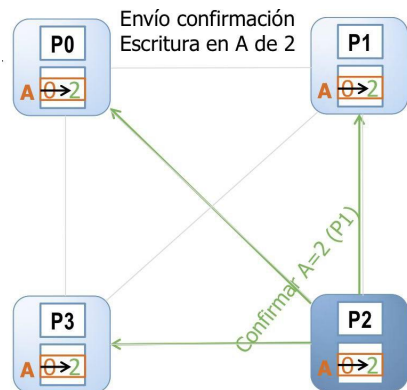 Envío confirmación
Escritura en A de 2
P0
A 0→2
P1
A 0→2
Confirmar A=2 (P1)
P3
A 0→2
P2
A 0→2